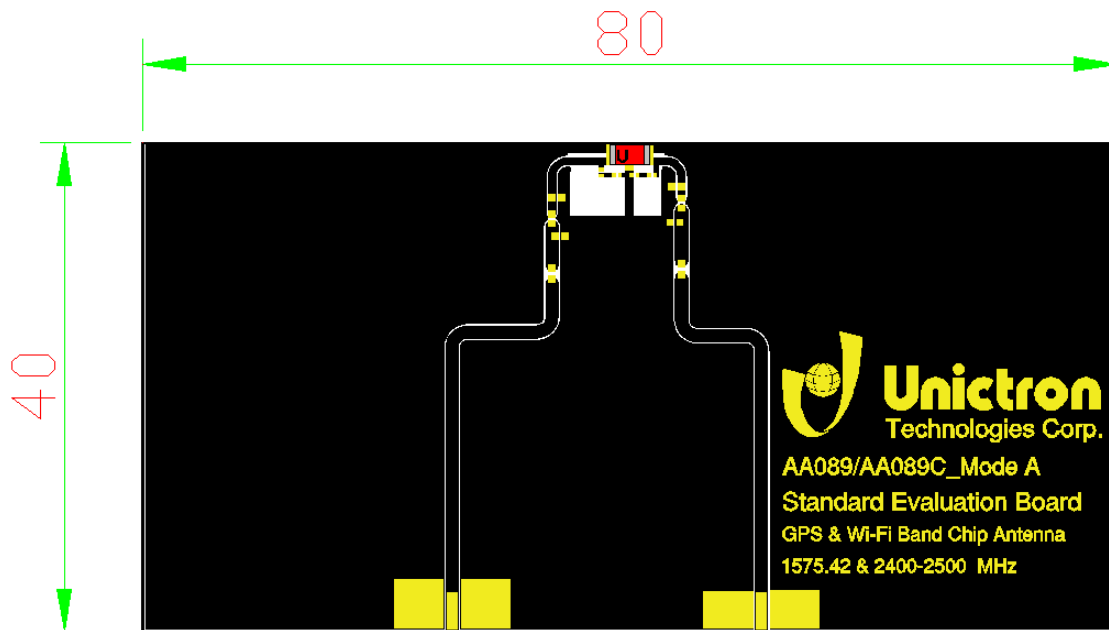 80
40
U
Unictron
Technologies Corp.
AA089/AA089C_Mode A
Standard Evaluation Board
GPS & Wi-Fi Band Chip Antenna
1575.42 & 2400-2500 MHz